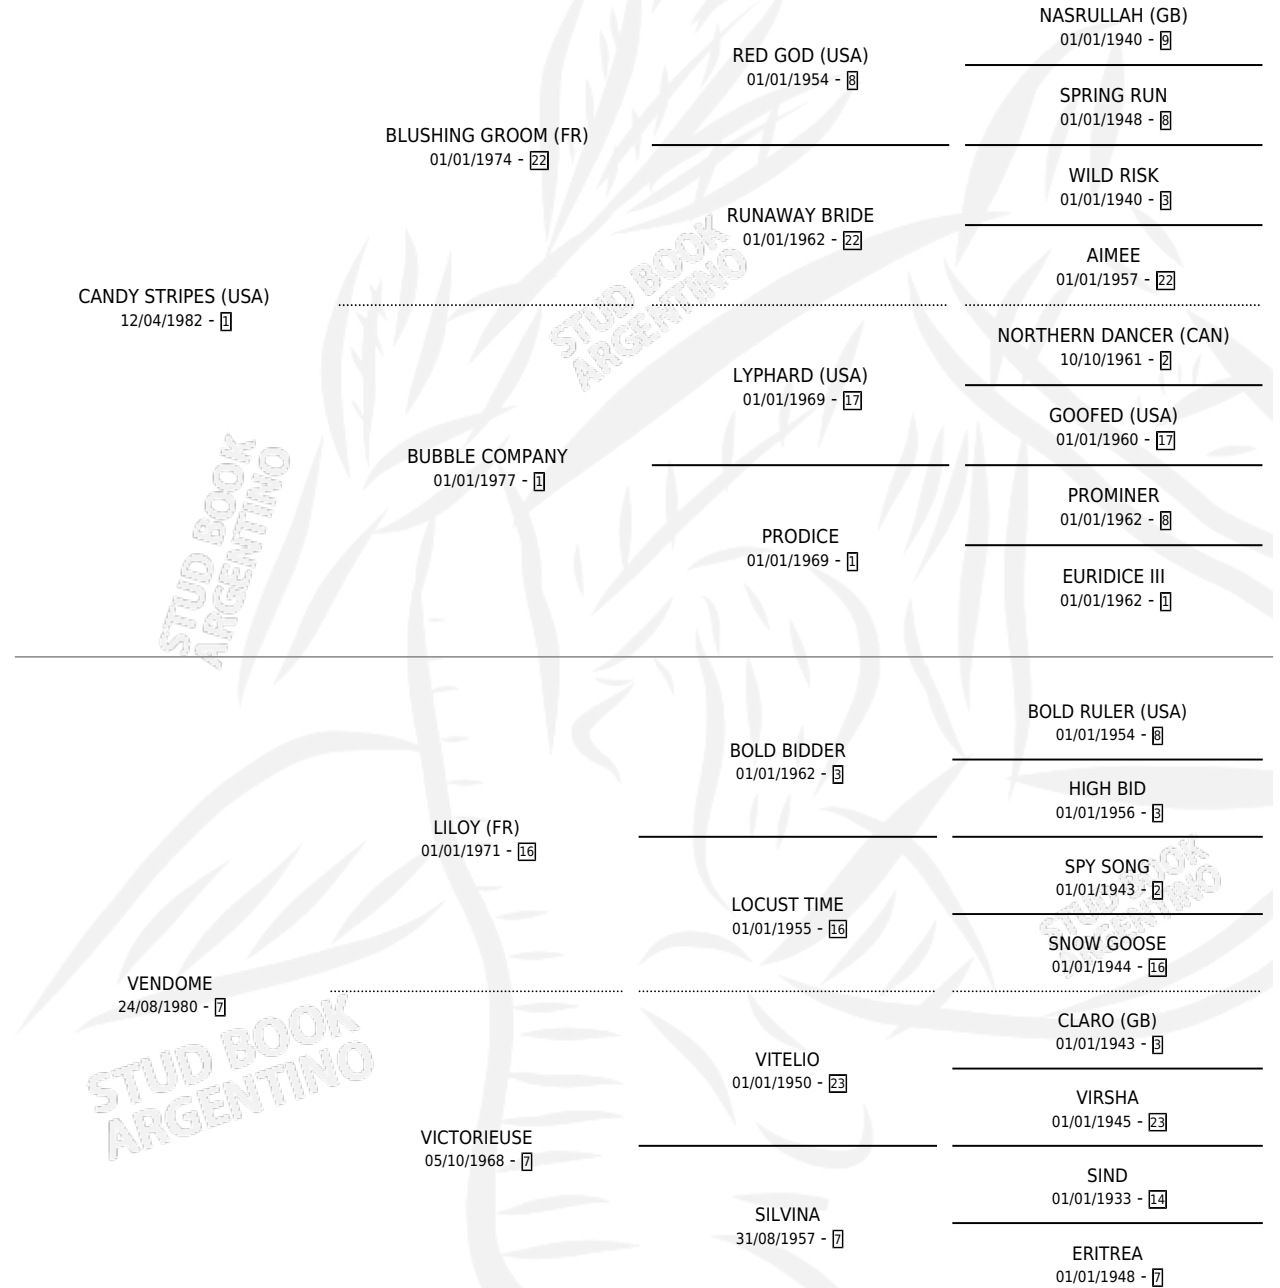 NASRULLAH (GB)
01/01/1940 - 9
RED GOD (USA)
01/01/1954 - 8
SPRING RUN
01/01/1948 - 8
BLUSHING GROOM (FR)
01/01/1974 - 22
WILD RISK
01/01/1940 - 3
RUNAWAY BRIDE
01/01/1962 - 22
AIMEE
01/01/1957 - 22
CANDY STRIPES (USA)
12/04/1982 - 1
STUD BOOK
ARGENTINO
NORTHERN DANCER (CAN)
10/10/1961 - 2
LYPHARD (USA)
01/01/1969 - 17
GOOFED (USA)
01/01/1960 - 17
BUBBLE COMPANY
01/01/1977 - 1
PROMINER
01/01/1962 - 8
PRODICE
01/01/1969 - 1
EURIDICE III
01/01/1962 - 1
STUD BOOK
ARGENTINO
BOLD RULER (USA)
01/01/1954 - 8
BOLD BIDDER
01/01/1962 - 3
HIGH BID
01/01/1956 - 3
LILOY (FR)
01/01/1971 - 16
SPY SONG
01/01/1943 - 2
LOCUST TIME
01/01/1955 - 16
SNOW GOOSE
01/01/1944 - 16
STUD BOOK
ARGENTINO
VENDOME
24/08/1980 - 7
CLARO (GB)
01/01/1943 - 3
VITELIO
01/01/1950 - 23
VIRSHA
01/01/1945 - 23
STUD BOOK
ARGENTINO
VICTORIEUSE
05/10/1968 - 7
SIND
01/01/1933 - 14
SILVINA
31/08/1957 - 7
ERITREA
01/01/1948 - 7